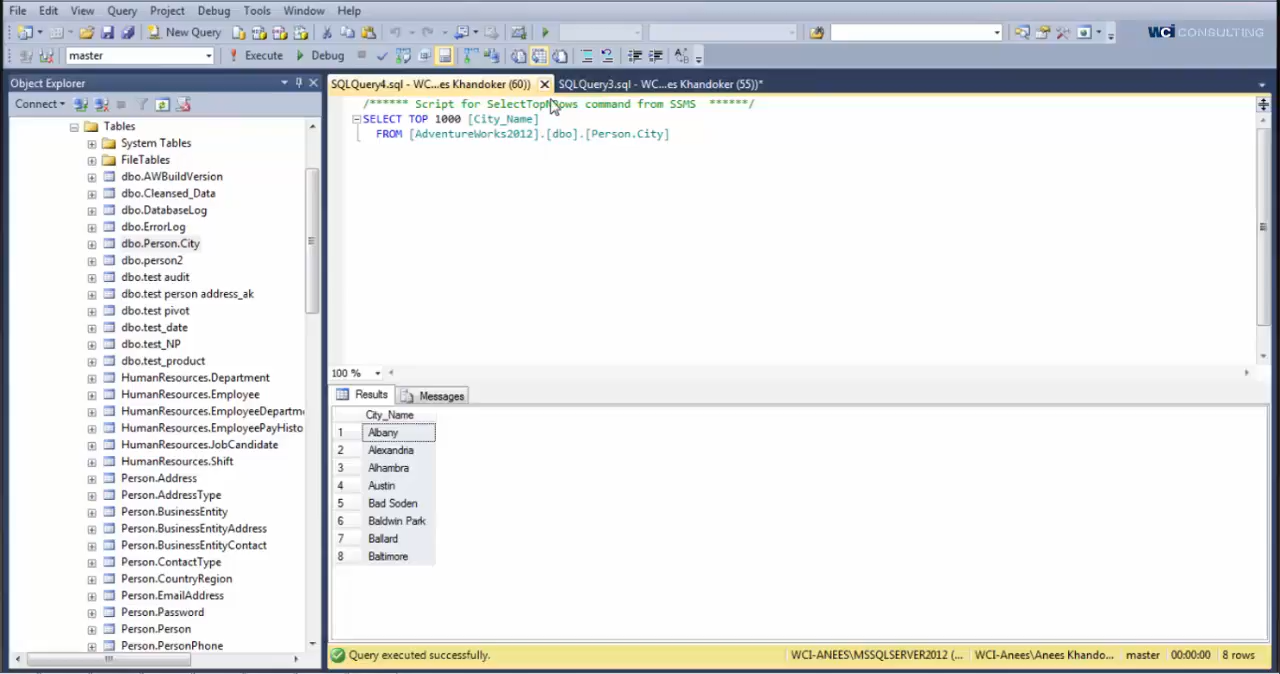 File Edit View Query Project Debug Tools Window Help
New Query
WCI CONSULTING
master Execute Debug
Object Explorer
SQLQuery4.sql - WC...es Khandoker (60))
SQLQuery3.sql - WC...es Khandoker (55))*
Connect
Tables
System Tables
FileTables
dbo.AWBuildVersion
dbo.Cleansed_Data
dbo.DatabaseLog
dbo.ErrorLog
dbo.Person.City
dbo.person2
dbo.test audit
dbo.test person address_ak
dbo.test pivot
dbo.test_date
dbo.test_NP
dbo.test_product
HumanResources.Department
HumanResources.Employee
HumanResources.EmployeeDepartm
HumanResources.EmployeePayHisto
HumanResources.JobCandidate
HumanResources.Shift
Person.Address
Person.AddressType
Person.BusinessEntity
Person.BusinessEntityAddress
Person.BusinessEntityContact
Person.ContactType
Person.CountryRegion
Person.EmailAddress
Person.Password
Person.Person
Person.PersonPhone
/****** Script for SelectTopNRows command from SSMS ******/
SELECT TOP 1000 [City_Name]
FROM [AdventureWorks2012].[dbo].[Person.City]
100 %
Results Messages
City_Name
1 Albany
2 Alexandria
3 Alhambra
4 Austin
5 Bad Soden
6 Baldwin Park
7 Ballard
8 Baltimore
Query executed successfully.
WCI-ANEES\MSSQLSERVER2012 (...
WCI-Anees\Anees Khando...
master
00:00:00
8 rows